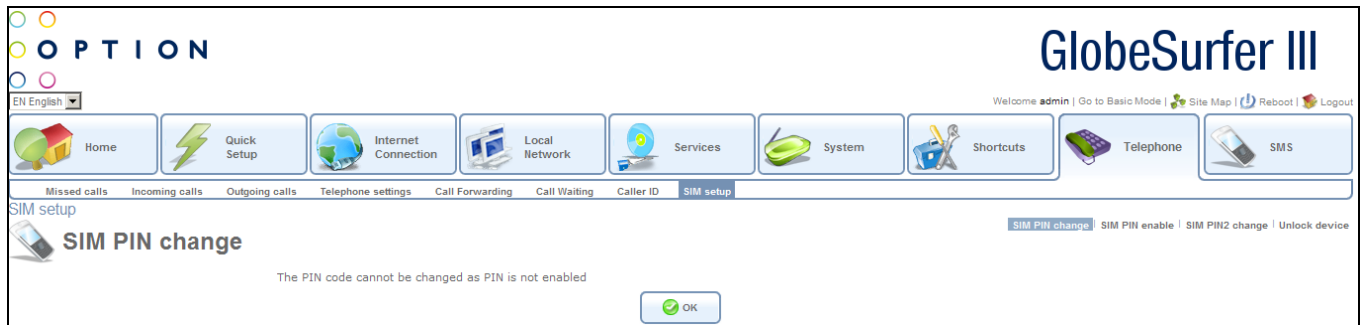 OPTION
GlobeSurfer III
EN English
Welcome admin | Go to Basic Mode | Site Map | Reboot | Logout
Home
Quick Setup
Internet Connection
Local Network
Services
System
Shortcuts
Telephone
SMS
Missed calls Incoming calls Outgoing calls Telephone settings Call Forwarding Call Waiting Caller ID SIM setup
SIM setup
SIM PIN change | SIM PIN enable | SIM PIN2 change | Unlock device
SIM PIN change
The PIN code cannot be changed as PIN is not enabled
OK